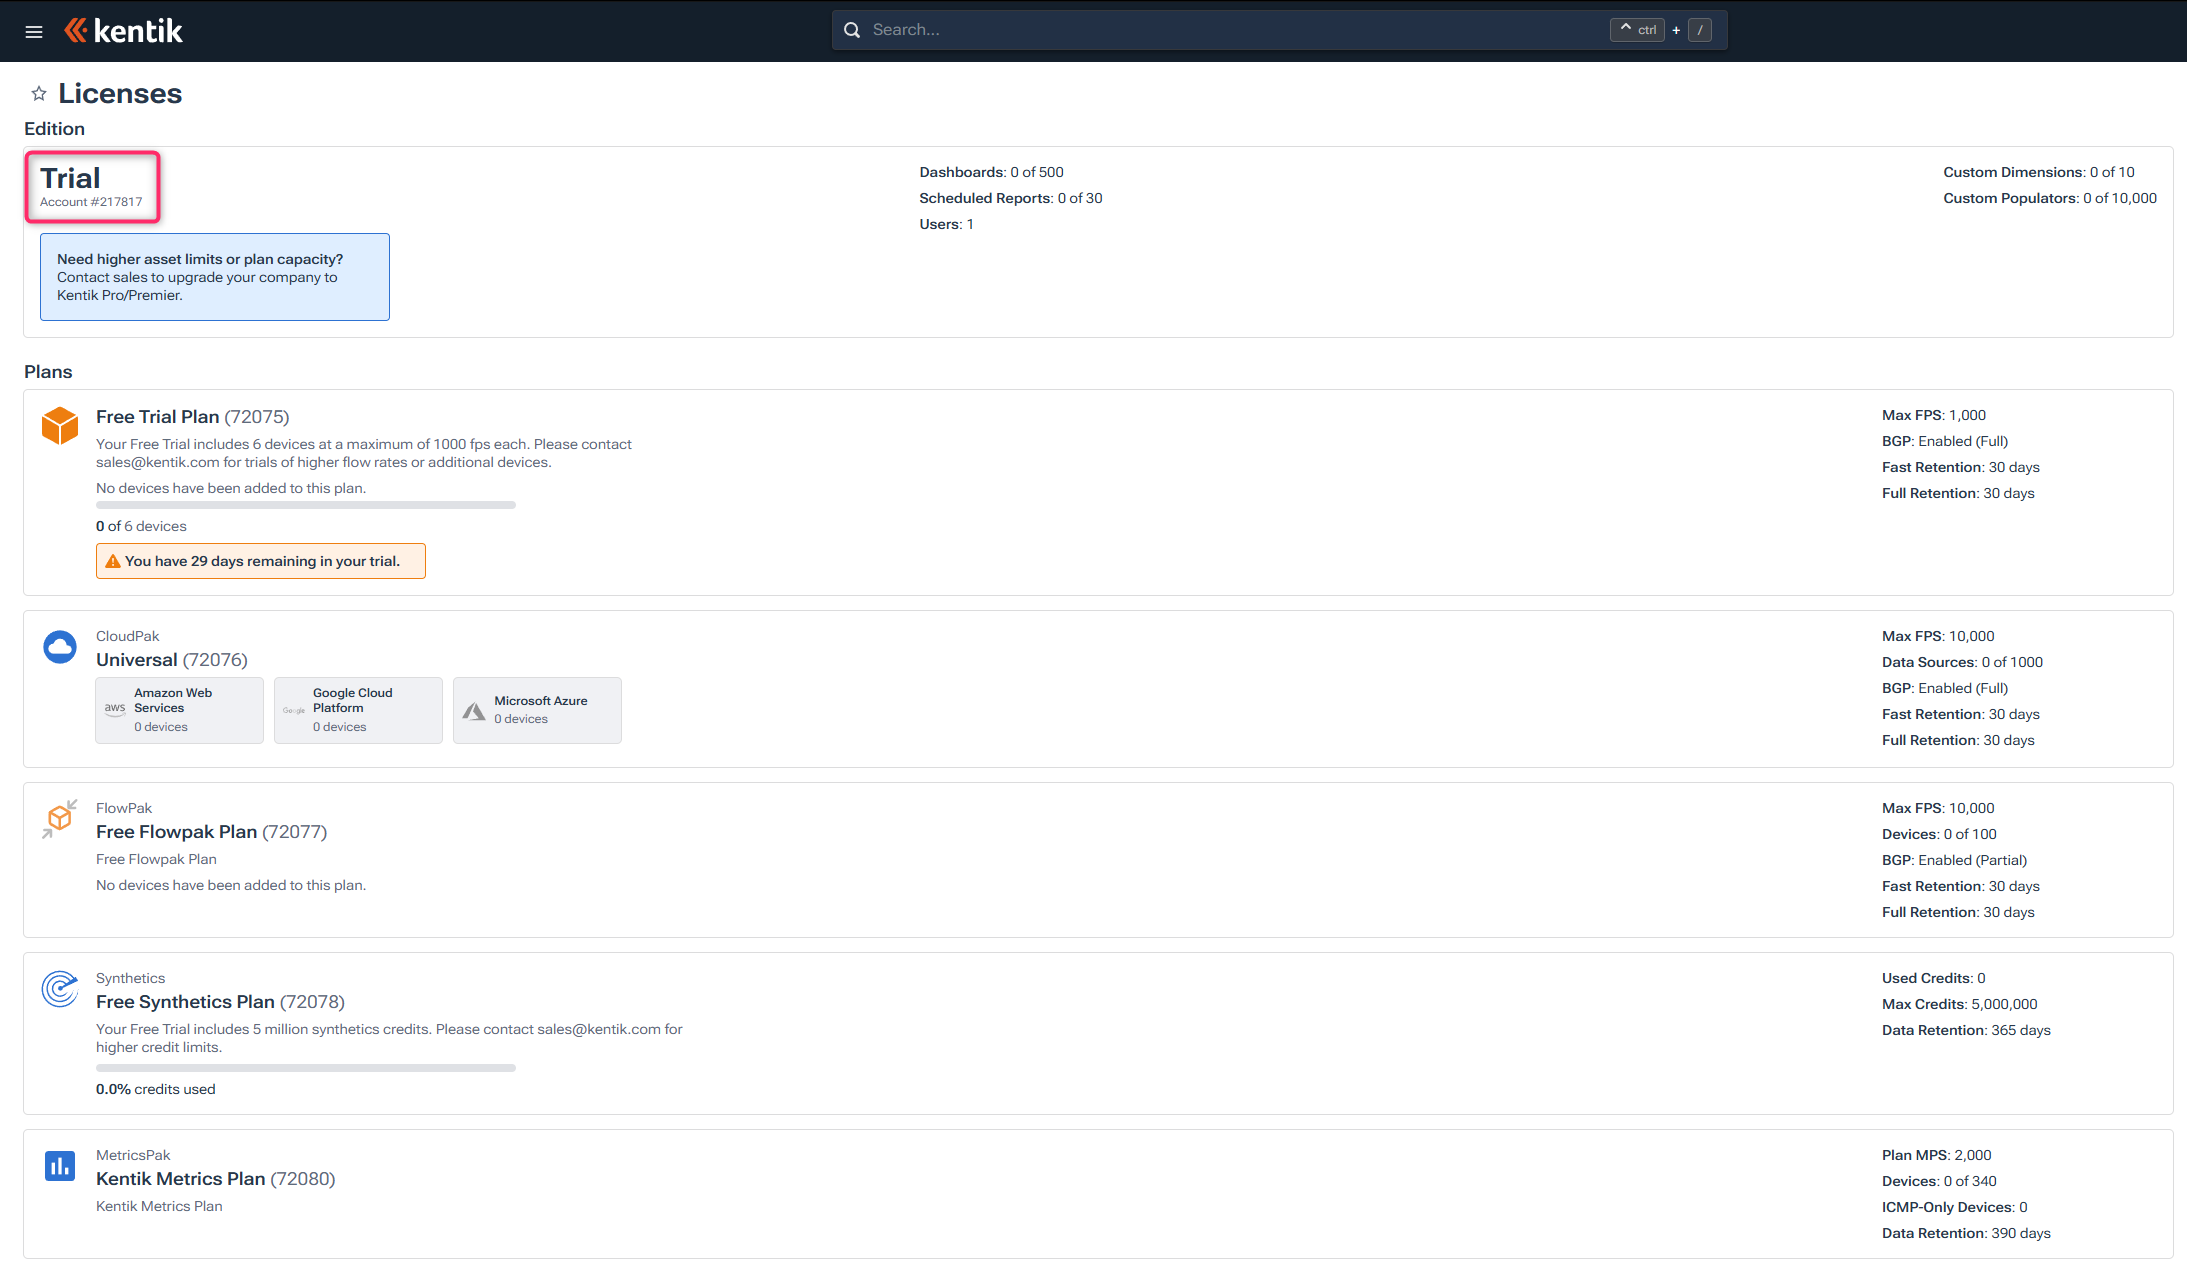 kentik
Search...
^ ctrl + /
Licenses
Edition
Trial
Account #217817
Need higher asset limits or plan capacity?
Contact sales to upgrade your company to
Kentik Pro/Premier.
Dashboards: 0 of 500
Scheduled Reports: 0 of 30
Users: 1
Custom Dimensions: 0 of 10
Custom Populators: 0 of 10,000
Plans
Free Trial Plan (72075)
Your Free Trial includes 6 devices at a maximum of 1000 fps each. Please contact
sales@kentik.com for trials of higher flow rates or additional devices.
No devices have been added to this plan.
0 of 6 devices
You have 29 days remaining in your trial.
Max FPS: 1,000
BGP: Enabled (Full)
Fast Retention: 30 days
Full Retention: 30 days
CloudPak
Universal (72076)
aws
Amazon Web
Services
0 devices
Google
Google Cloud
Platform
0 devices
Microsoft Azure
0 devices
Max FPS: 10,000
Data Sources: 0 of 1000
BGP: Enabled (Full)
Fast Retention: 30 days
Full Retention: 30 days
FlowPak
Free Flowpak Plan (72077)
Free Flowpak Plan
No devices have been added to this plan.
Max FPS: 10,000
Devices: 0 of 100
BGP: Enabled (Partial)
Fast Retention: 30 days
Full Retention: 30 days
Synthetics
Free Synthetics Plan (72078)
Your Free Trial includes 5 million synthetics credits. Please contact sales@kentik.com for
higher credit limits.
0.0% credits used
Used Credits: 0
Max Credits: 5,000,000
Data Retention: 365 days
MetricsPak
Kentik Metrics Plan (72080)
Kentik Metrics Plan
Plan MPS: 2,000
Devices: 0 of 340
ICMP-Only Devices: 0
Data Retention: 390 days